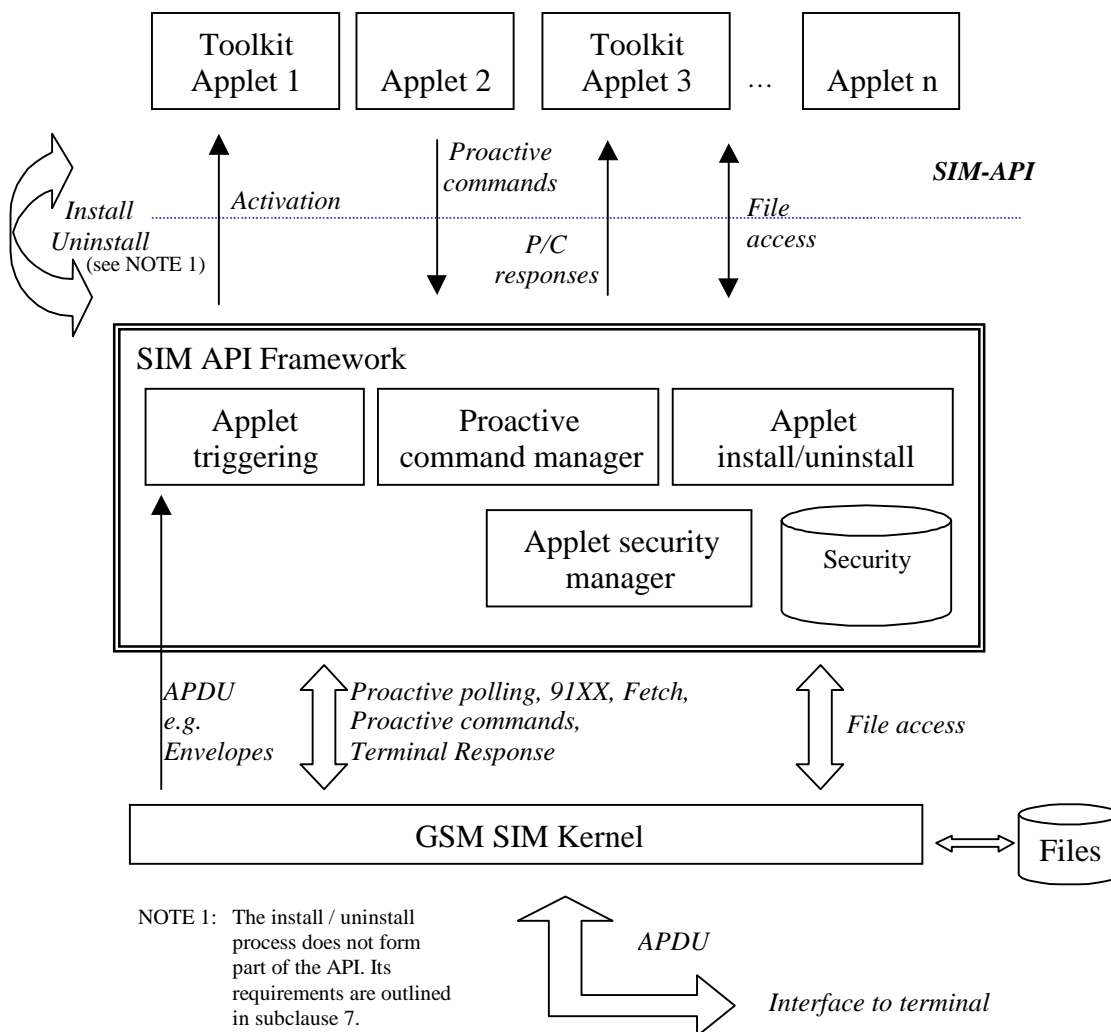 Toolkit
Applet 1
Applet 2
Toolkit
Applet 3
...
Applet n
Install
Uninstall
(see NOTE 1)
Activation
Proactive
commands
P/C
responses
File
access
SIM-API
SIM API Framework
Applet
triggering
Proactive
command manager
Applet
install/uninstall
Applet security
manager
Security
APDU
e.g.
Envelopes
Proactive polling, 91XX, Fetch,
Proactive commands,
Terminal Response
File access
GSM SIM Kernel
Files
NOTE 1: The install / uninstall
process does not form
part of the API. Its
requirements are outlined
in subclause 7.
APDU
Interface to terminal